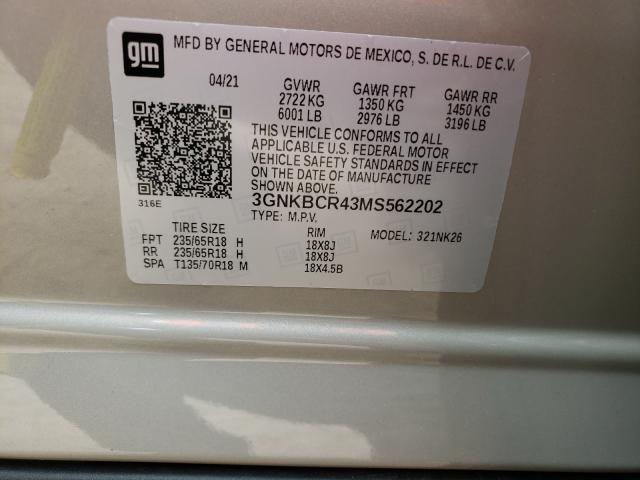 gm
MFD BY GENERAL MOTORS DE MEXICO, S. DE R.L. DE C.V.
04/21 GVWR GAWR FRT GAWR RR
2722 KG 1350 KG 1450 KG
6001 LB 2976 LB 3196 LB
THIS VEHICLE CONFORMS TO ALL
APPLICABLE U.S. FEDERAL MOTOR
VEHICLE SAFETY STANDARDS IN EFFECT
ON THE DATE OF MANUFACTURE
SHOWN ABOVE.
316E 3GNKBCR43MS562202
TYPE: M.P.V.
TIRE SIZE RIM MODEL: 321NK26
FPT 235/65R18 H 18X8J
RR 235/65R18 H 18X8J
SPA T135/70R18 M 18X4.5B